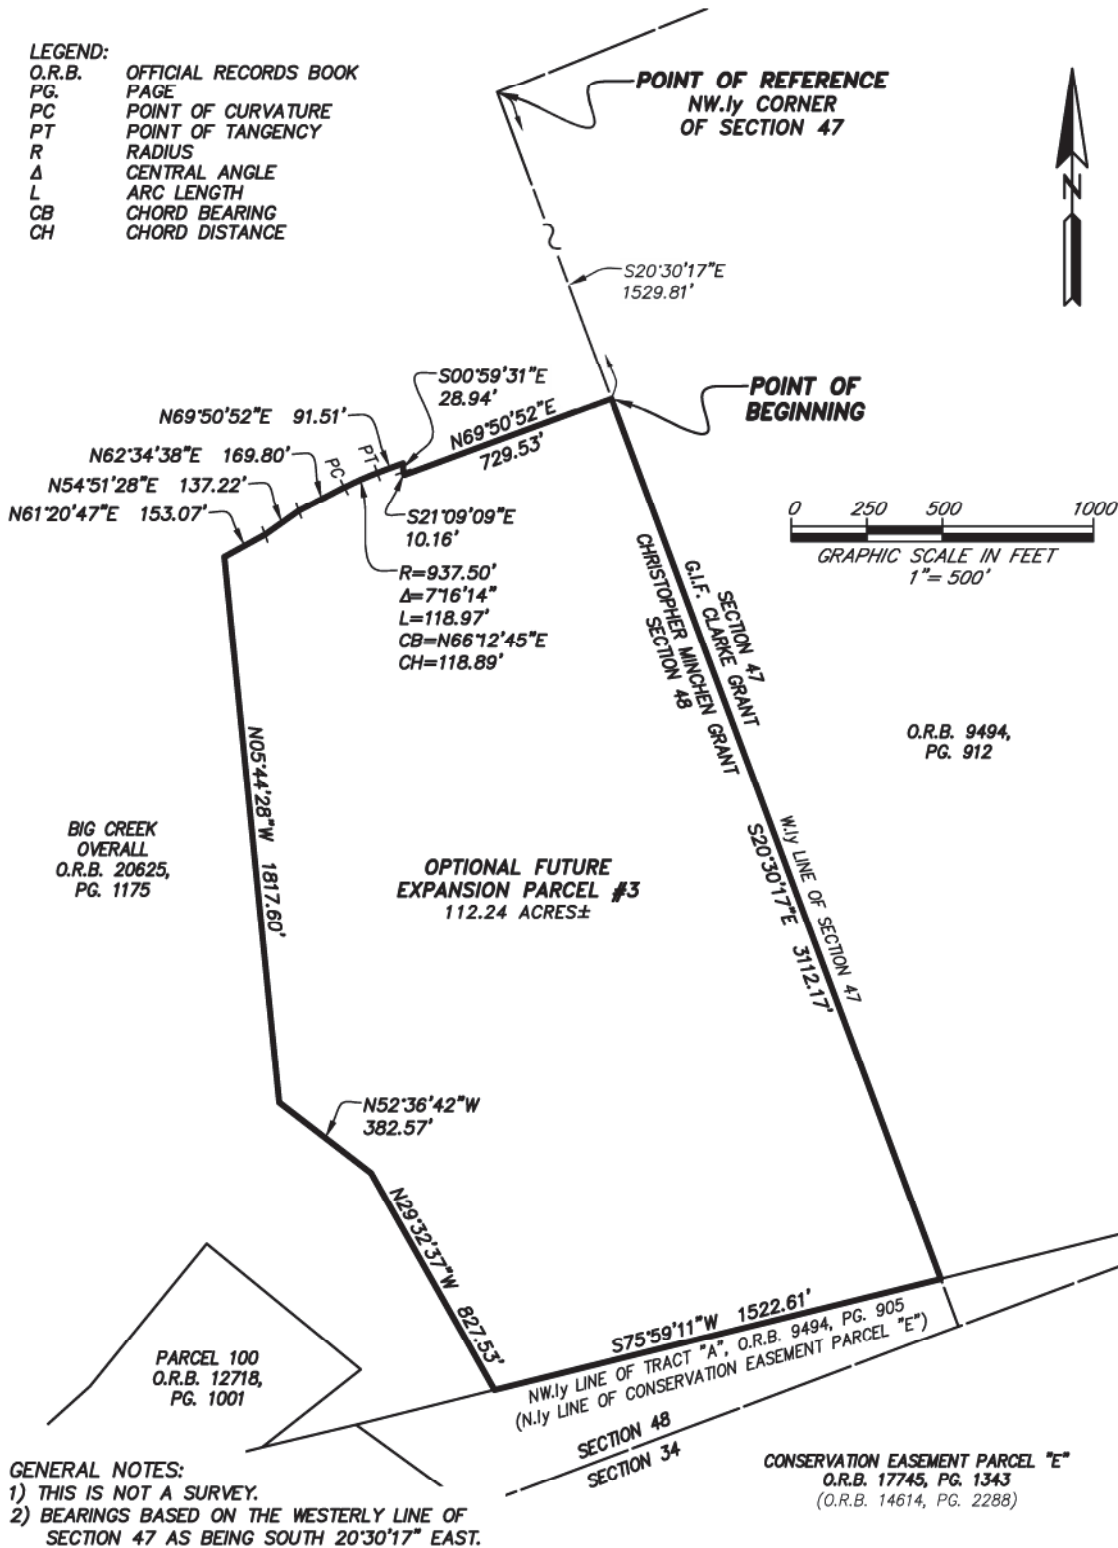 LEGEND:
O.R.B. OFFICIAL RECORDS BOOK
PG. PAGE
PC POINT OF CURVATURE
PT POINT OF TANGENCY
R RADIUS
Δ CENTRAL ANGLE
L ARC LENGTH
CB CHORD BEARING
CH CHORD DISTANCE
POINT OF REFERENCE
NW.ly CORNER
OF SECTION 47
N
S20°30'17"E
1529.81'
POINT OF
BEGINNING
S00°59'31"E
28.94'
N69°50'52"E 91.51'
N69°50'52"E
729.53'
N62°34'38"E 169.80'
PC
PT
N54°51'28"E 137.22'
N61°20'47"E 153.07'
S21°09'09"E
10.16'
R=937.50'
Δ=7°16'14"
L=118.97'
CB=N66°12'45"E
CH=118.89'
0 250 500 1000
GRAPHIC SCALE IN FEET
1"= 500'
SECTION 47
G.I.F. CLARKE GRANT
CHRISTOPHER MINCHEN GRANT
SECTION 48
O.R.B. 9494,
PG. 912
N05°44'28"W 1817.60'
BIG CREEK
OVERALL
O.R.B. 20625,
PG. 1175
OPTIONAL FUTURE
EXPANSION PARCEL #3
112.24 ACRES±
W.ly LINE OF SECTION 47
S20°30'17"E 3112.17'
N52°36'42"W
382.57'
N29°32'37"W 827.53'
S75°59'11"W 1522.61'
NW.ly LINE OF TRACT "A", O.R.B. 9494, PG. 905
(N.ly LINE OF CONSERVATION EASEMENT PARCEL "E")
PARCEL 100
O.R.B. 12718,
PG. 1001
SECTION 48
SECTION 34
CONSERVATION EASEMENT PARCEL "E"
O.R.B. 17745, PG. 1343
(O.R.B. 14614, PG. 2288)
GENERAL NOTES:
1) THIS IS NOT A SURVEY.
2) BEARINGS BASED ON THE WESTERLY LINE OF
SECTION 47 AS BEING SOUTH 20°30'17" EAST.